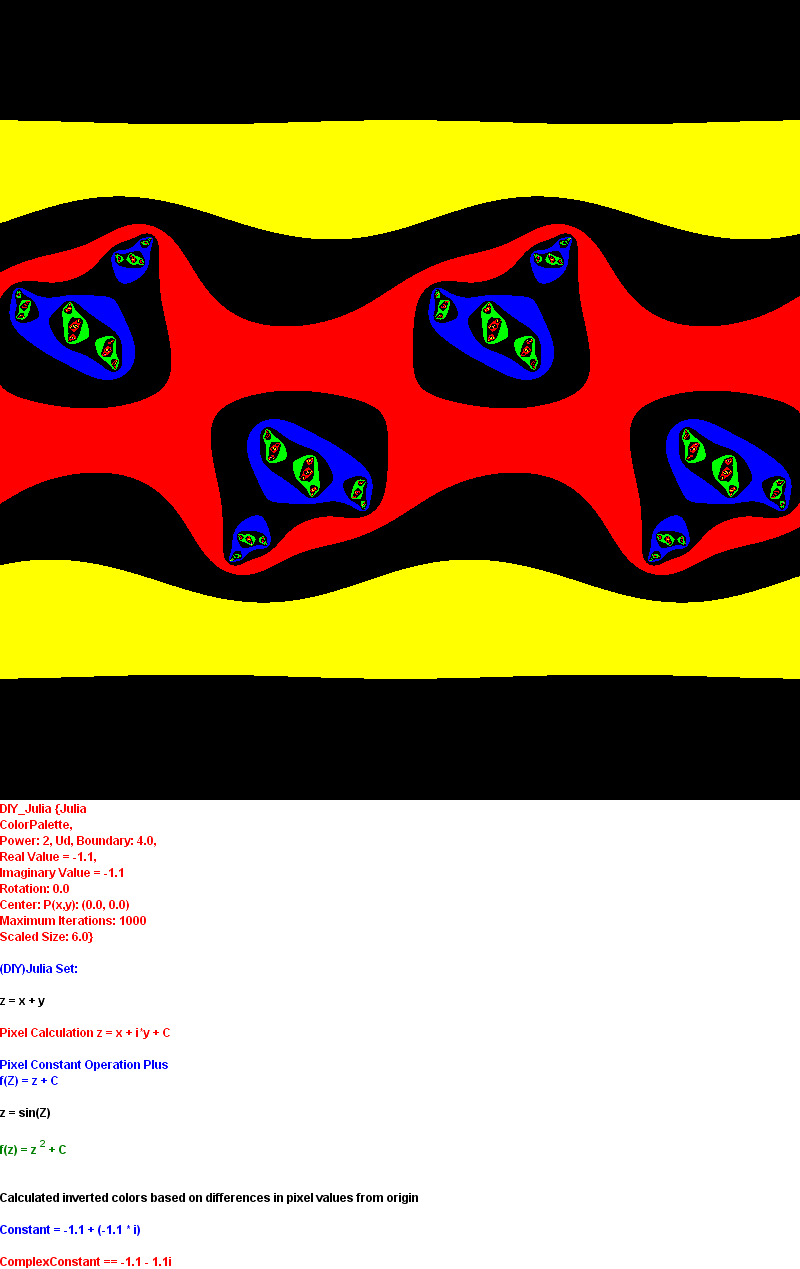 DIY_Julia {Julia
ColorPalette,
Power: 2, Ud, Boundary: 4.0,
Real Value = -1.1,
Imaginary Value = -1.1
Rotation: 0.0
Center: P(x,y): (0.0, 0.0)
Maximum Iterations: 1000
Scaled Size: 6.0}
(DIY)Julia Set:
z = x + y
Pixel Calculation z = x + i*y + C
Pixel Constant Operation Plus
f(Z) = z + C
z = sin(Z)
f(z) = z ² + C
Calculated inverted colors based on differences in pixel values from origin
Constant = -1.1 + (-1.1 * i)
ComplexConstant == -1.1 - 1.1i